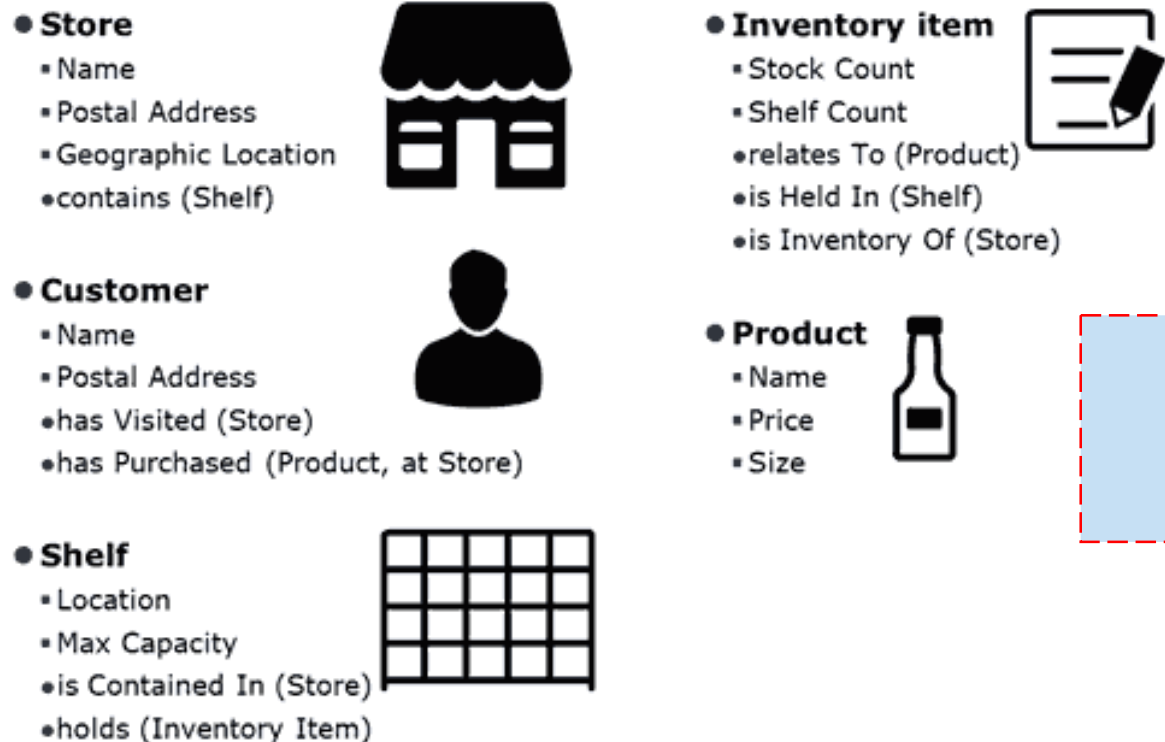 Store
Name
Postal Address
Geographic Location
contains (Shelf)
Customer
Name
Postal Address
has Visited (Store)
has Purchased (Product, at Store)
Shelf
Location
Max Capacity
is Contained In (Store)
holds (Inventory Item)
Inventory item
Stock Count
Shelf Count
relates To (Product)
is Held In (Shelf)
is Inventory Of (Store)
Product
Name
Price
Size